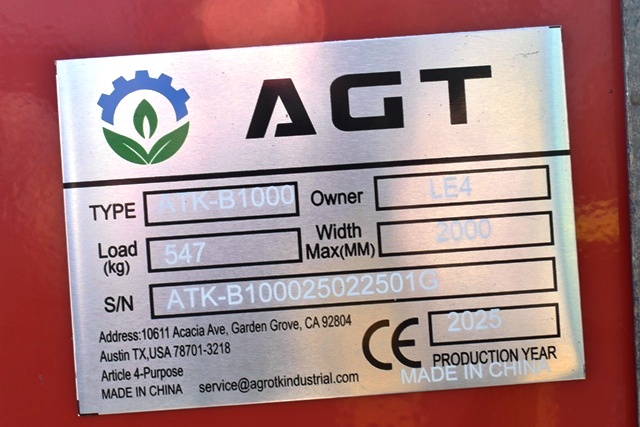 AGT
TYPE ATK-B1000 Owner LE4
Load (kg) 547 Width Max(MM) 2000
S/N ATK-B100025022501G
Address:10611 Acacia Ave, Garden Grove, CA 92804
Austin TX,USA 78701-3218
Article 4-Purpose
MADE IN CHINA service@agrotkindustrial.com
CE 2025
PRODUCTION YEAR
MADE IN CHINA